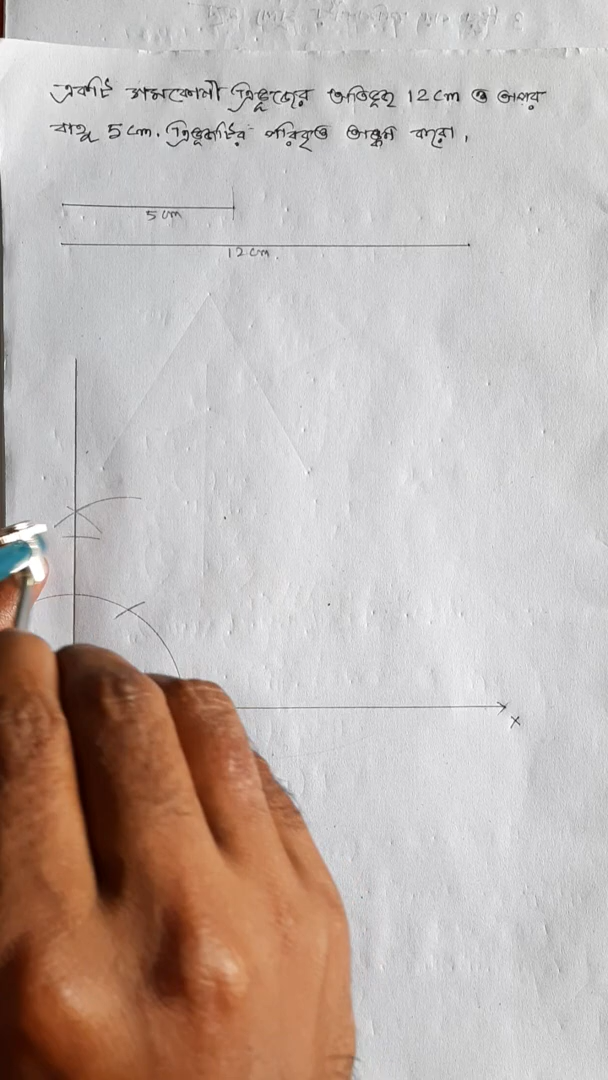 একটি সমকোনী ত্রিভূজের অতিভূজ 12 cm ও অপর
বাহু 5 cm. ত্রিভূজটির পরিবৃত্ত অঙ্কন করো।
5 cm
12 cm.
x